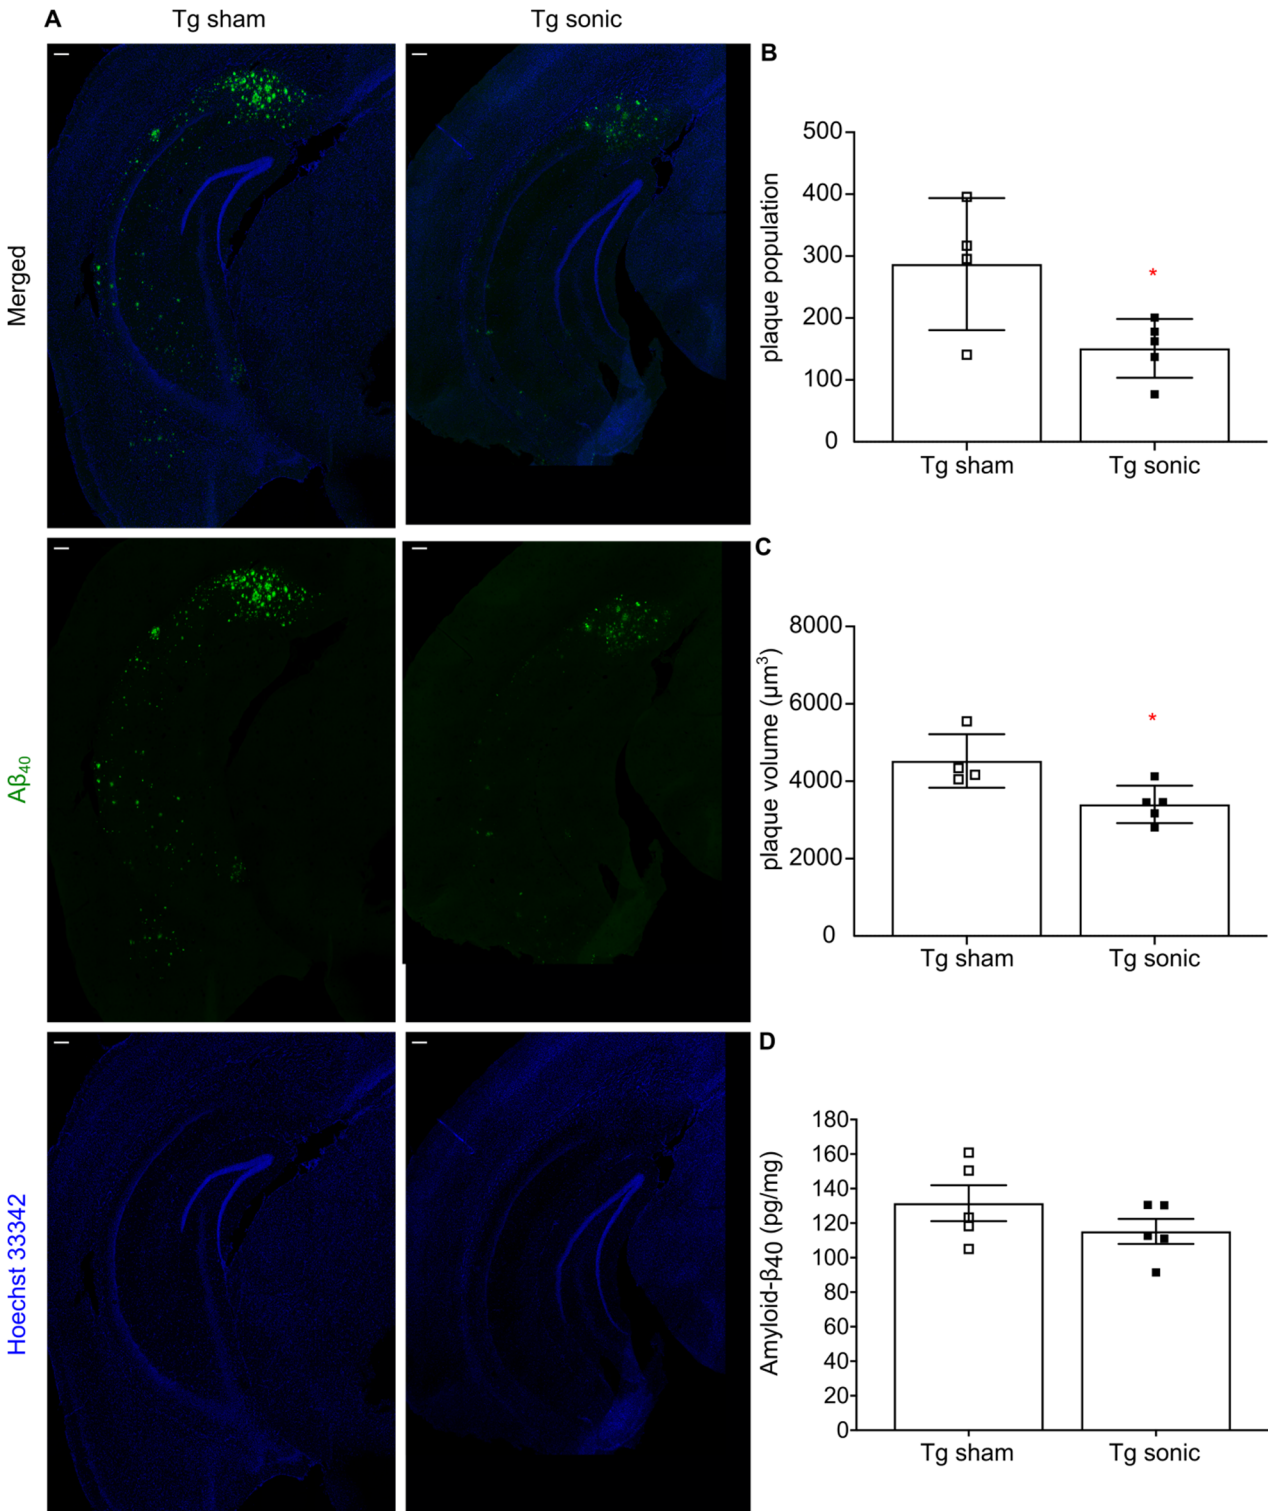 A
Tg sham
Tg sonic
Merged
Aβ40
Hoechst 33342
B
plaque population
500
400
300
200
100
0
*
Tg sham
Tg sonic
C
plaque volume (μm³)
8000
6000
4000
2000
0
*
Tg sham
Tg sonic
D
Amyloid-β40 (pg/mg)
180
160
140
120
100
80
60
40
20
0
Tg sham
Tg sonic